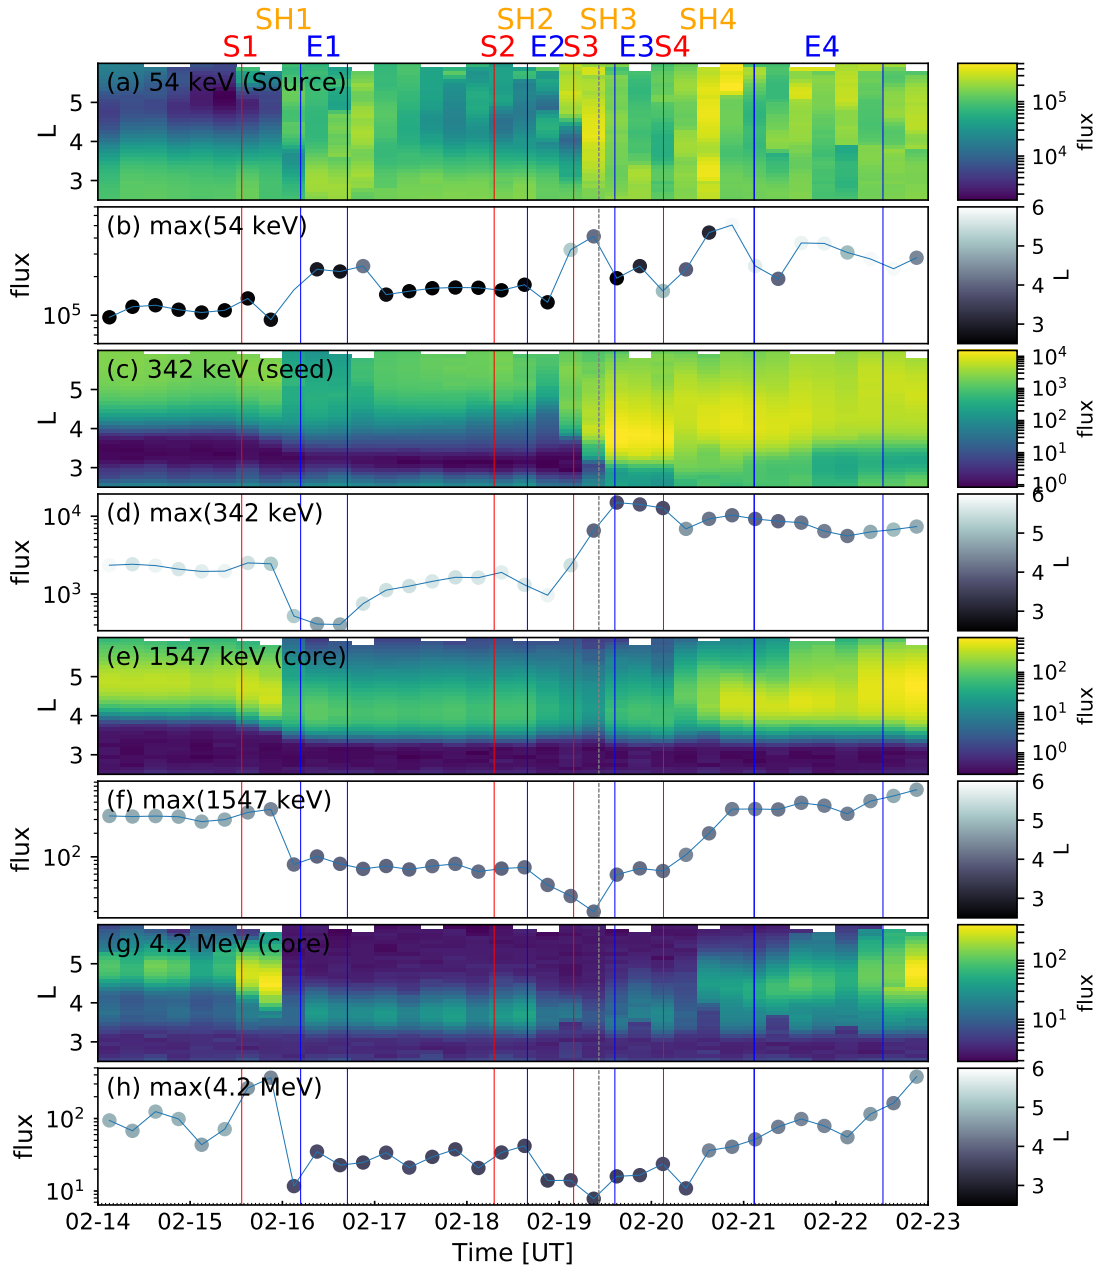 SH1 SH2 SH3 SH4
S1 E1 S2 E2 S3 E3 S4 E4
(a) 54 keV (Source)
L
5
4
3
10^5
10^4
flux
(b) max(54 keV)
flux
10^5
6
5
4
3
L
(c) 342 keV (seed)
L
5
4
3
10^4
10^3
10^2
10^1
10^0
flux
(d) max(342 keV)
flux
10^4
10^3
6
5
4
3
L
(e) 1547 keV (core)
L
5
4
3
10^2
10^1
10^0
flux
(f) max(1547 keV)
flux
10^2
6
5
4
3
L
(g) 4.2 MeV (core)
L
5
4
3
10^2
10^1
flux
(h) max(4.2 MeV)
flux
10^2
10^1
6
5
4
3
L
02-14 02-15 02-16 02-17 02-18 02-19 02-20 02-21 02-22 02-23
Time [UT]